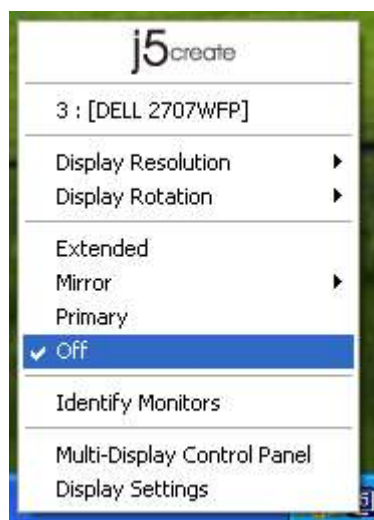 j5create
3 : [DELL 2707WFP]
Display Resolution
Display Rotation
Extended
Mirror
Primary
Off
Identify Monitors
Multi-Display Control Panel
Display Settings